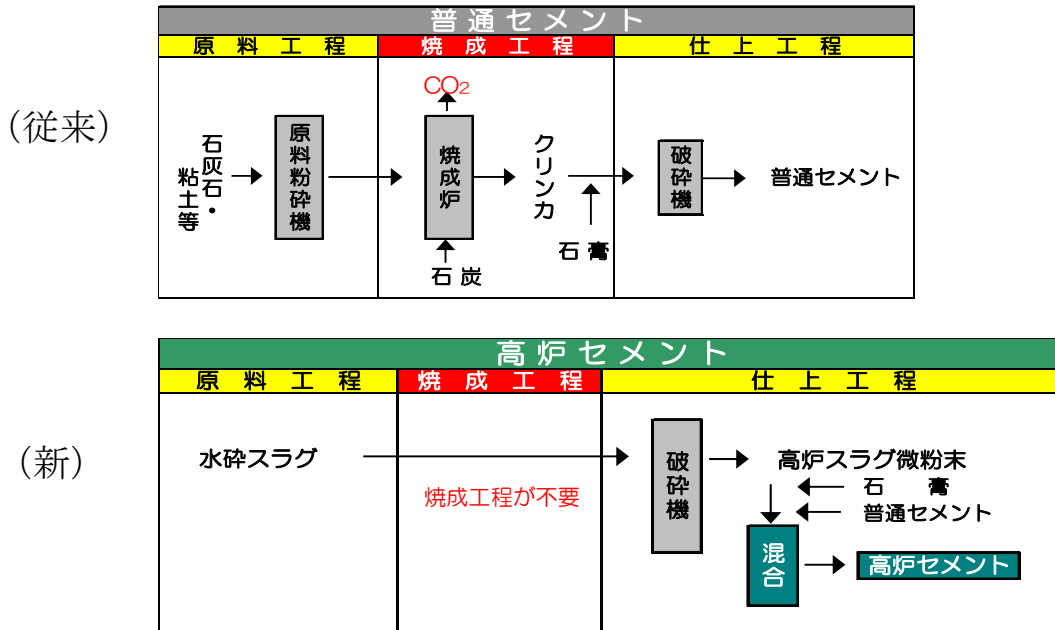 普通セメント
原料工程
焼成工程
仕上工程
(従来)
石灰石・
粘土等
原料粉砕機
CO2
焼成炉
石炭
クリンカ
石膏
破砕機
普通セメント
高炉セメント
原料工程
焼成工程
仕上工程
(新)
水砕スラグ
焼成工程が不要
破砕機
高炉スラグ微粉末
石膏
普通セメント
混合
高炉セメント